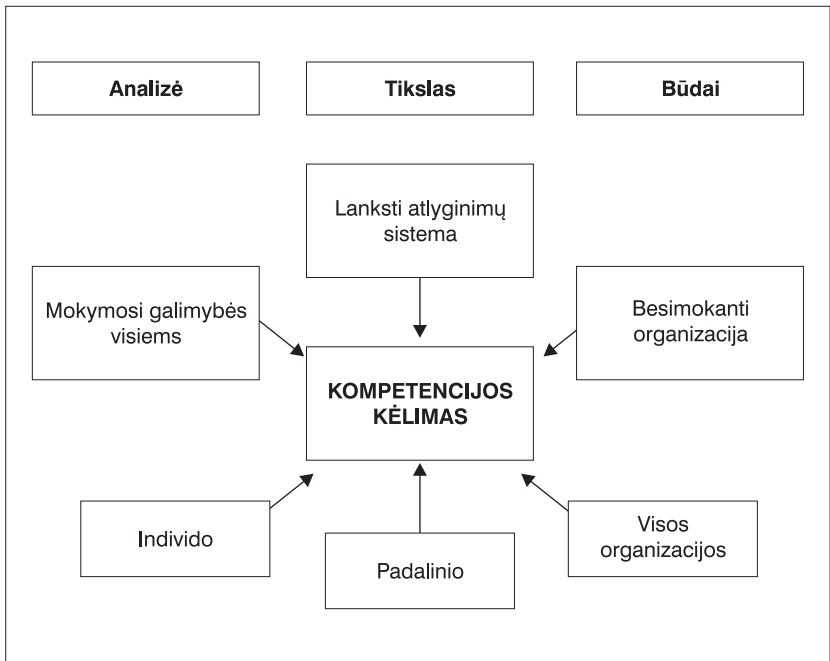 Analizė
Tikslas
Būdai
Lanksti atlyginimų
sistema
Mokymosi galimybės
visiems
Besimokanti
organizacija
KOMPETENCIJOS
KĖLIMAS
Individo
Padalinio
Visos
organizacijos